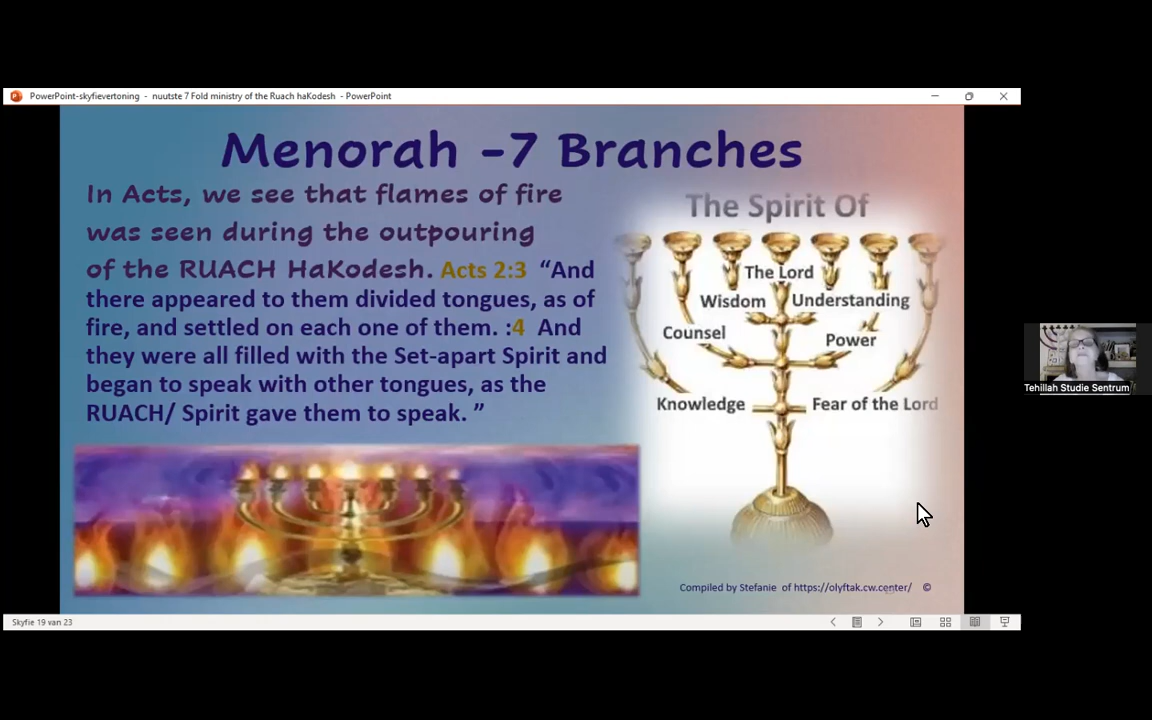 PowerPoint-skyfievertoning - nuutste 7 Fold ministry of the Ruach haKodesh - PowerPoint
Menorah -7 Branches
In Acts, we see that flames of fire
was seen during the outpouring
of the RUACH HaKodesh. Acts 2:3 “And
there appeared to them divided tongues, as of
fire, and settled on each one of them. :4 And
they were all filled with the Set-apart Spirit and
began to speak with other tongues, as the
RUACH/ Spirit gave them to speak. ”
The Spirit Of
The Lord
Wisdom Understanding
Counsel Power
Knowledge Fear of the Lord
Compiled by Stefanie of https://olyftak.cw.center/ ©
Tehillah Studie Sentrum
Skyfie 19 van 23